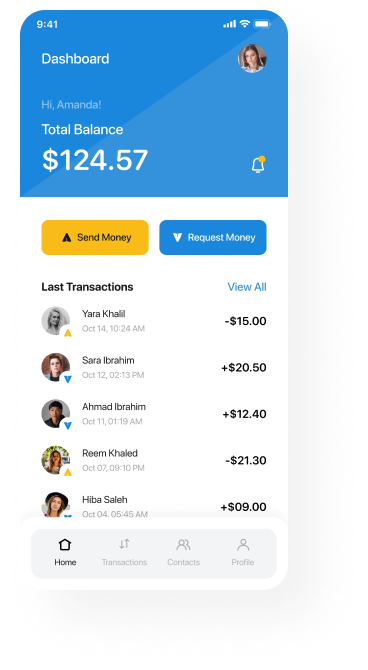 9:41
Dashboard
Hi, Amanda!
Total Balance
$124.57
Send Money
Request Money
Last Transactions
View All
Yara Khalil
Oct 14, 10:24 AM
-$15.00
Sara Ibrahim
Oct 12, 02:13 PM
+$20.50
Ahmad Ibrahim
Oct 11, 01:19 AM
+$12.40
Reem Khaled
Oct 07, 09:10 PM
-$21.30
Hiba Saleh
Oct 04, 05:45 AM
+$09.00
Home
Transactions
Contacts
Profile